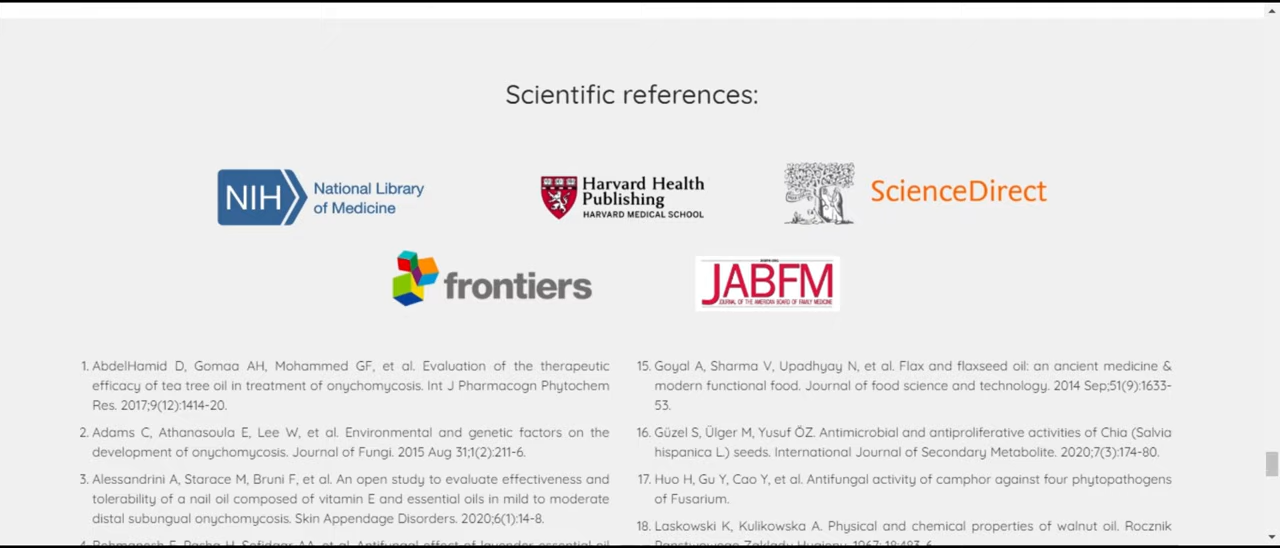 Scientific references:
NIH National Library of Medicine
Harvard Health Publishing
HARVARD MEDICAL SCHOOL
ScienceDirect
frontiers
JABFM
JOURNAL OF THE AMERICAN BOARD OF FAMILY MEDICINE
1. AbdelHamid D, Gomaa AH, Mohammed GF, et al. Evaluation of the therapeutic
efficacy of tea tree oil in treatment of onychomycosis. Int J Pharmacogn Phytochem
Res. 2017;9(12):1414-20.
2. Adams C, Athanasoula E, Lee W, et al. Environmental and genetic factors on the
development of onychomycosis. Journal of Fungi. 2015 Aug 31;1(2):211-6.
3. Alessandrini A, Starace M, Bruni F, et al. An open study to evaluate effectiveness and
tolerability of a nail oil composed of vitamin E and essential oils in mild to moderate
distal subungual onychomycosis. Skin Appendage Disorders. 2020;6(1):14-8.
15. Goyal A, Sharma V, Upadhyay N, et al. Flax and flaxseed oil: an ancient medicine &
modern functional food. Journal of food science and technology. 2014 Sep;51(9):1633-
53.
16. Güzel S, Ülger M, Yusuf ÖZ. Antimicrobial and antiproliferative activities of Chia (Salvia
hispanica L.) seeds. International Journal of Secondary Metabolite. 2020;7(3):174-80.
17. Huo H, Gu Y, Cao Y, et al. Antifungal activity of camphor against four phytopathogens
of Fusarium.
18. Laskowski K, Kulikowska A. Physical and chemical properties of walnut oil. Rocznik